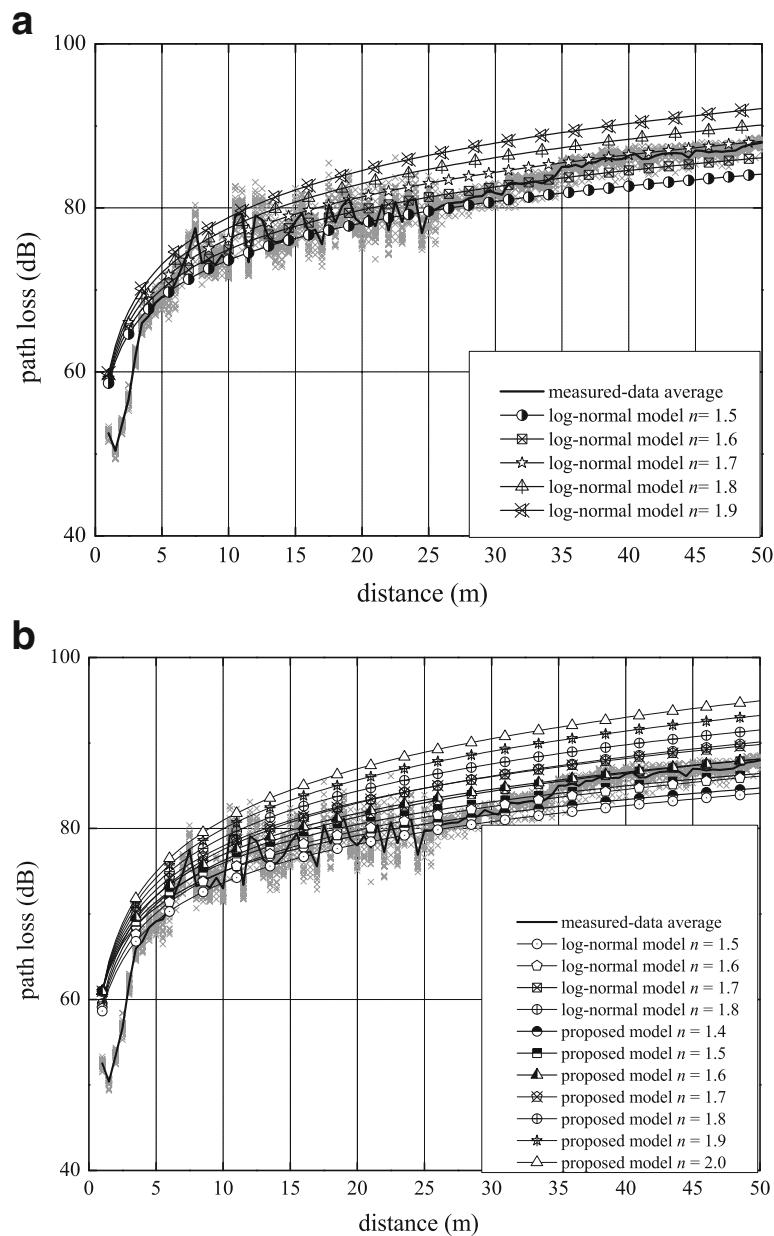 a
100
80
60
40
path loss (dB)
measured-data average
log-normal model n= 1.5
log-normal model n= 1.6
log-normal model n= 1.7
log-normal model n= 1.8
log-normal model n= 1.9
0 5 10 15 20 25 30 35 40 45 50
distance (m)
b
100
80
60
40
path loss (dB)
measured-data average
log-normal model n = 1.5
log-normal model n = 1.6
log-normal model n = 1.7
log-normal model n = 1.8
proposed model n = 1.4
proposed model n = 1.5
proposed model n = 1.6
proposed model n = 1.7
proposed model n = 1.8
proposed model n = 1.9
proposed model n = 2.0
0 5 10 15 20 25 30 35 40 45 50
distance (m)